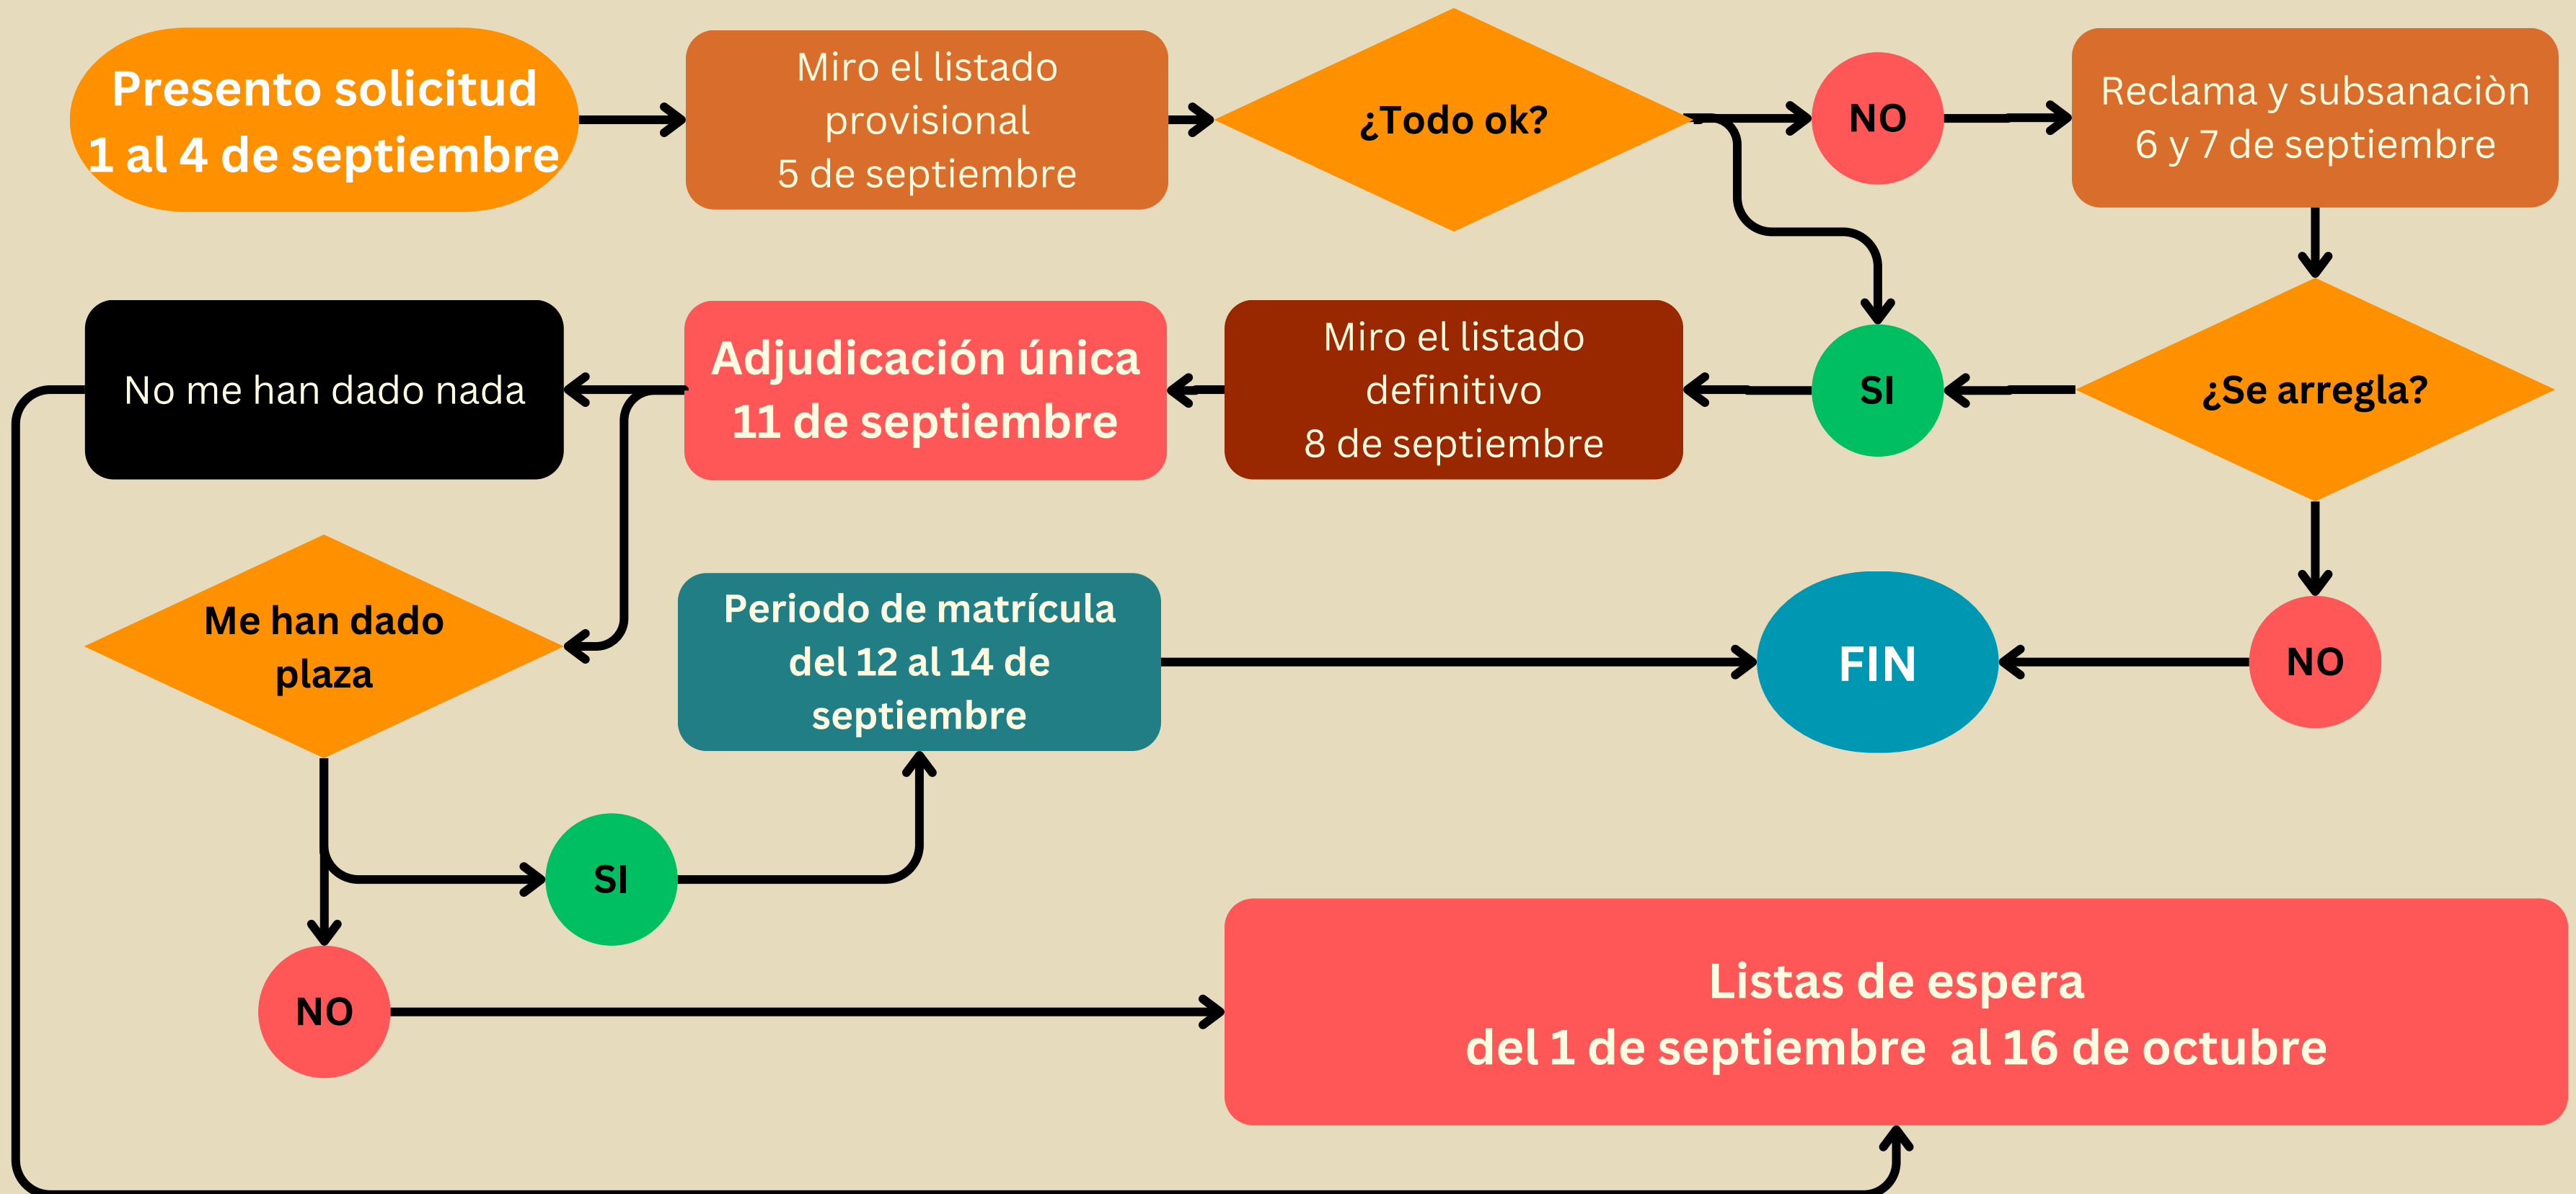 Presento solicitud
1 al 4 de septiembre
Miro el listado
provisional
5 de septiembre
¿Todo ok?
NO
Reclama y subsanaciòn
6 y 7 de septiembre
No me han dado nada
Adjudicación única
11 de septiembre
Miro el listado
definitivo
8 de septiembre
SI
¿Se arregla?
Me han dado
plaza
Periodo de matrícula
del 12 al 14 de
septiembre
FIN
NO
SI
NO
Listas de espera
del 1 de septiembre  al 16 de octubre